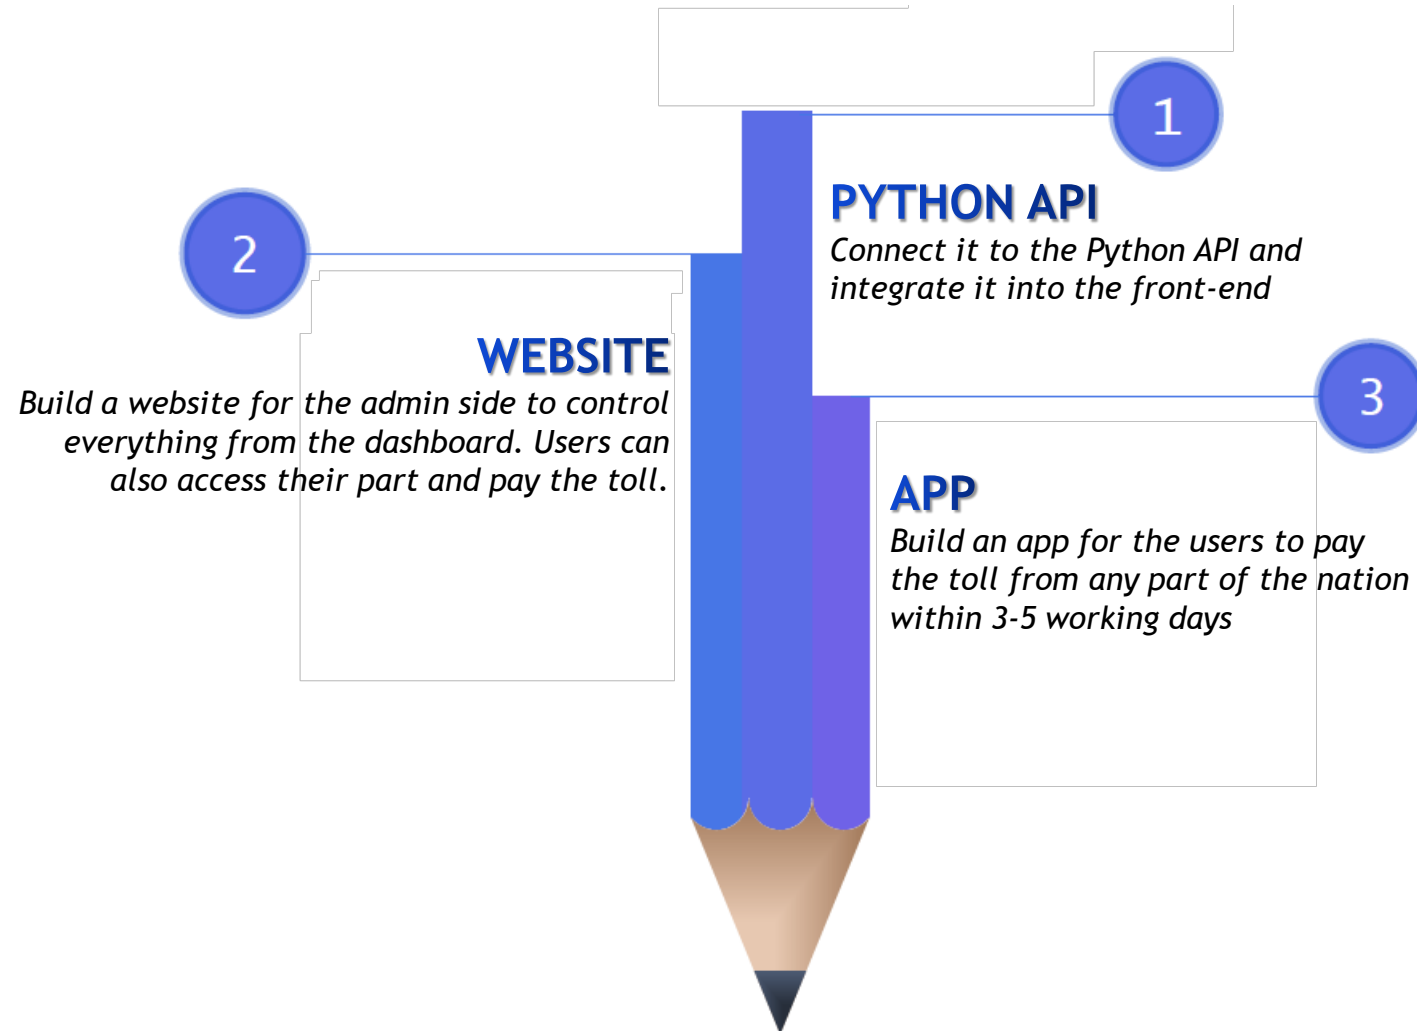 1
PYTHON API
Connect it to the Python API and
integrate it into the front-end
2
WEBSITE
Build a website for the admin side to control
everything from the dashboard. Users can
also access their part and pay the toll.
3
APP
Build an app for the users to pay
the toll from any part of the nation
within 3-5 working days